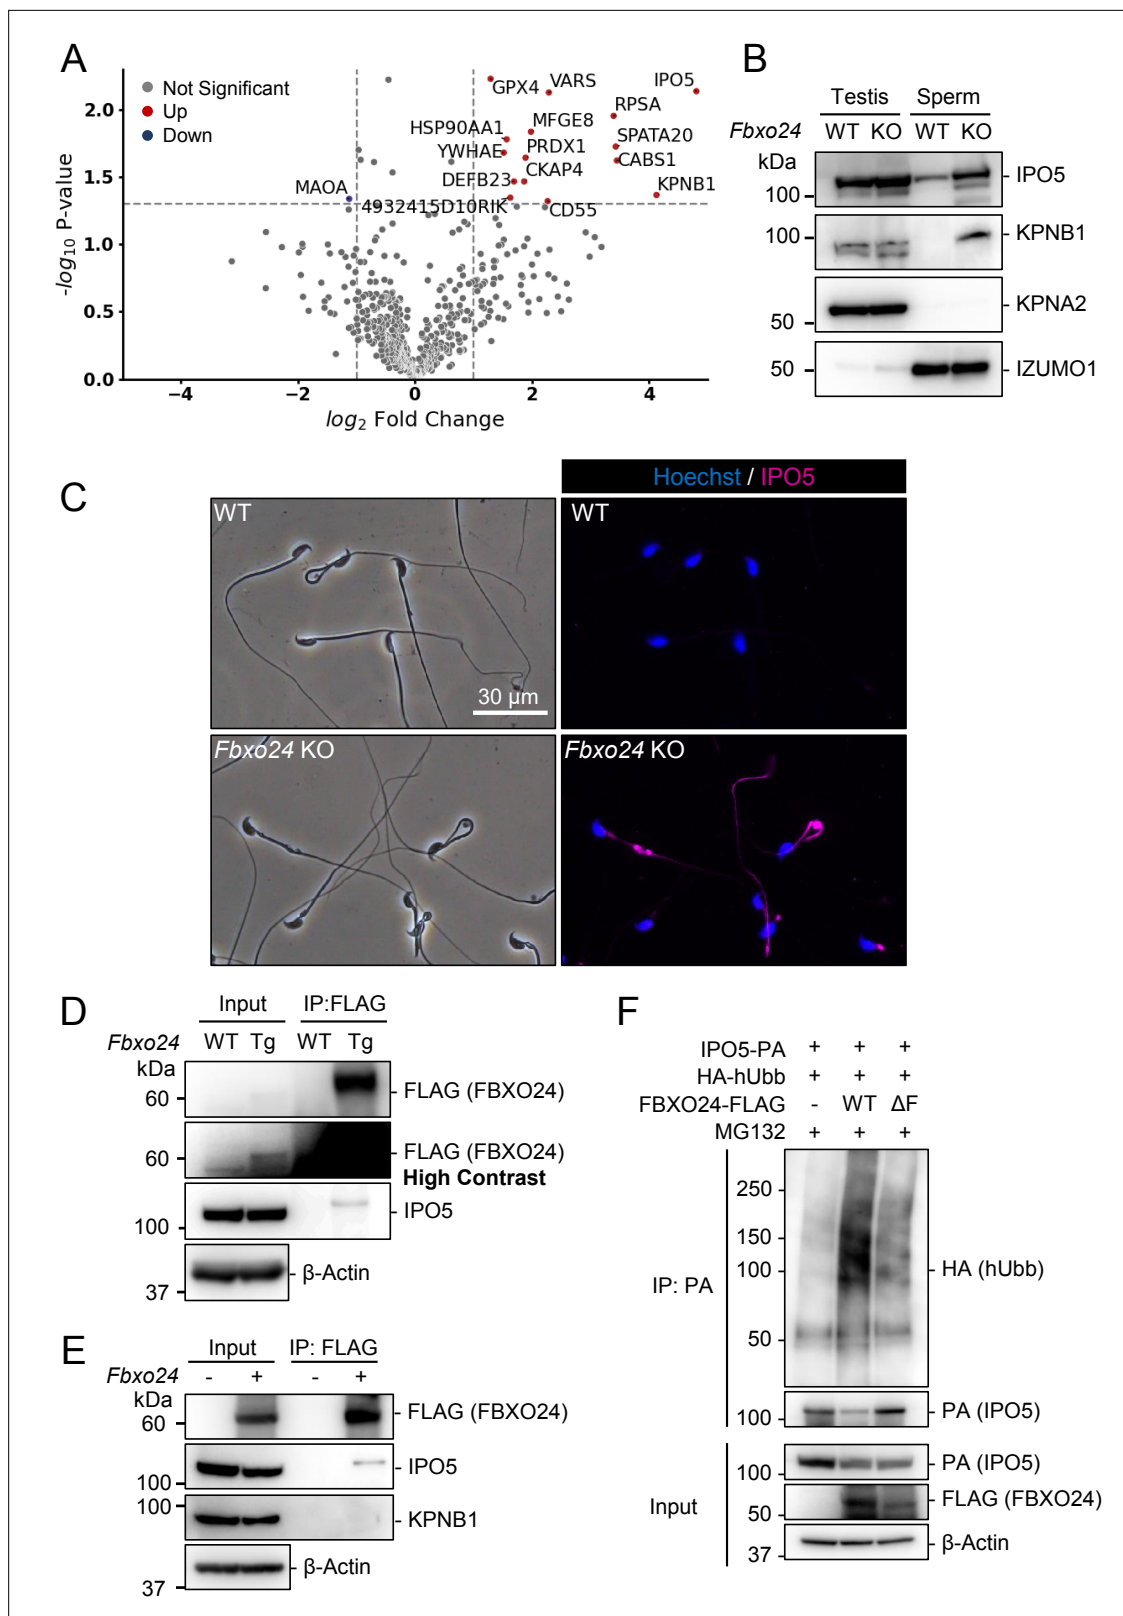 A
Not Significant
Up
Down
GPX4
VARS
IPO5
RPSA
MFGE8
HSP90AA1
SPATA20
PRDX1
YWHAE
CABS1
CKAP4
DEFB23
KPNB1
MAOA
4932415D10RIK
CD55
2.0
1.5
1.0
0.5
0.0
-log10 P-value
−4 −2 0 2 4
log2 Fold Change
B
Testis Sperm
Fbxo24 WT KO WT KO
kDa
100 IPO5
100 KPNB1
50 KPNA2
50 IZUMO1
C
Hoechst / IPO5
WT
WT
30 µm
Fbxo24 KO
Fbxo24 KO
D
Input IP:FLAG
Fbxo24 WT Tg WT Tg
kDa
60 FLAG (FBXO24)
60 FLAG (FBXO24)
High Contrast
100 IPO5
37 β-Actin
E
Input IP: FLAG
Fbxo24 - + - +
kDa
60 FLAG (FBXO24)
100 IPO5
100 KPNB1
37 β-Actin
F
IPO5-PA + + +
HA-hUbb + + +
FBXO24-FLAG - WT ΔF
MG132 + + +
IP: PA
250
150
100
50
HA (hUbb)
100 PA (IPO5)
Input
100 PA (IPO5)
50 FLAG (FBXO24)
37 β-Actin